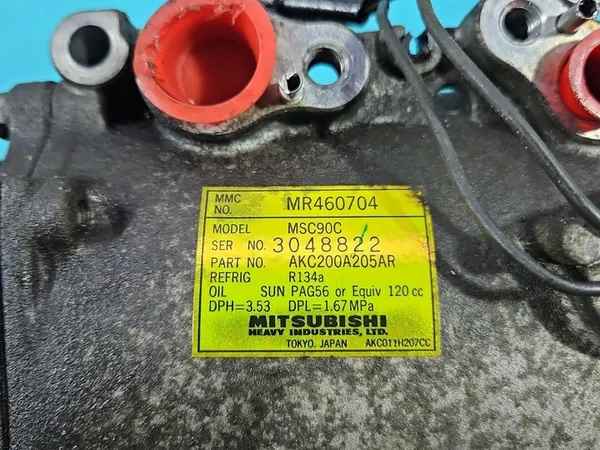 MMC NO. MR460704
MODEL MSC90C
SER NO. 3048822
PART NO. AKC200A205AR
REFRIG R134a
OIL SUN PAG56 or Equiv 120 cc
DPH=3.53 DPL=1.67MPa
MITSUBISHI
HEAVY INDUSTRIES, LTD.
TOKYO. JAPAN AKC011H207CC